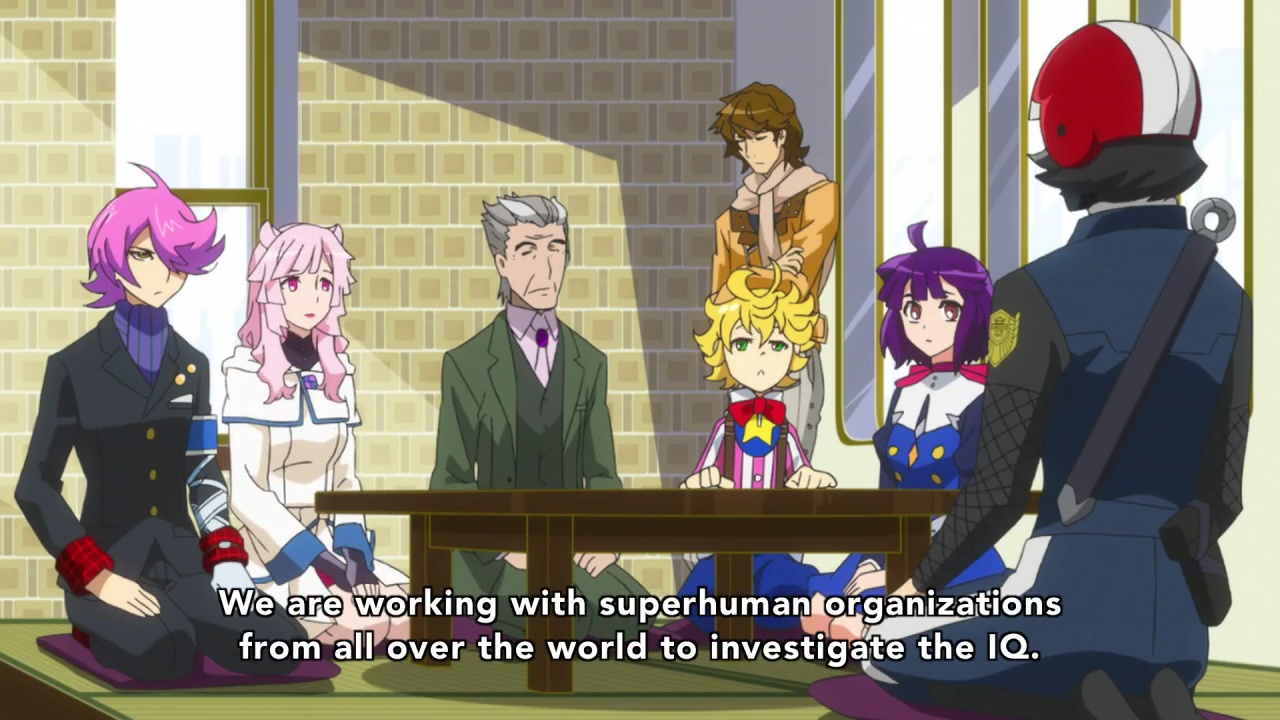 We are working with superhuman organizations
from all over the world to investigate the IQ.